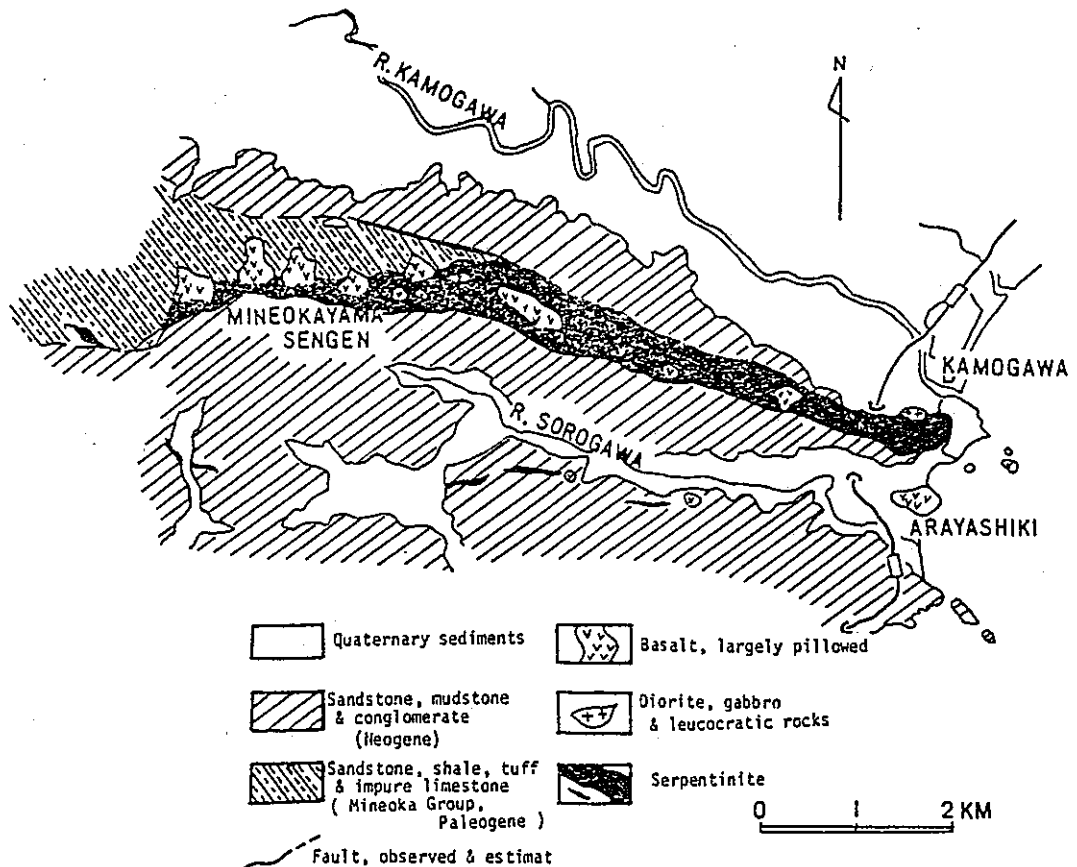 R. KAMOGAWA
N
MINEOKAYAMA
SENGEN
KAMOGAWA
R. SOROGAWA
ARAYASHIKI
Quaternary sediments
Basalt, largely pillowed
Sandstone, mudstone
& conglomerate
(Neogene)
Diorite, gabbro
& leucocratic rocks
Sandstone, shale, tuff
& impure limestone
( Mineoka Group,
Paleogene )
Serpentinite
0 1 2 KM
Fault, observed & estimat